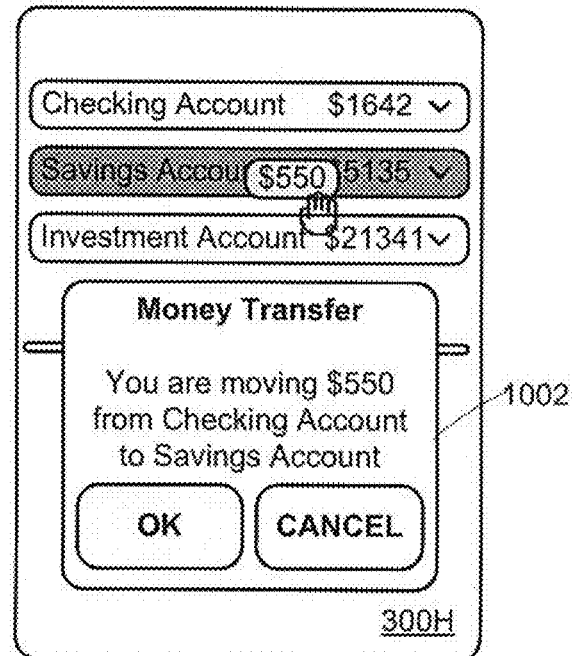 Checking Account $1642
Savings Accou $550 5135
Investment Account $21341
Money Transfer
You are moving $550
from Checking Account
to Savings Account
OK CANCEL
1002
300H